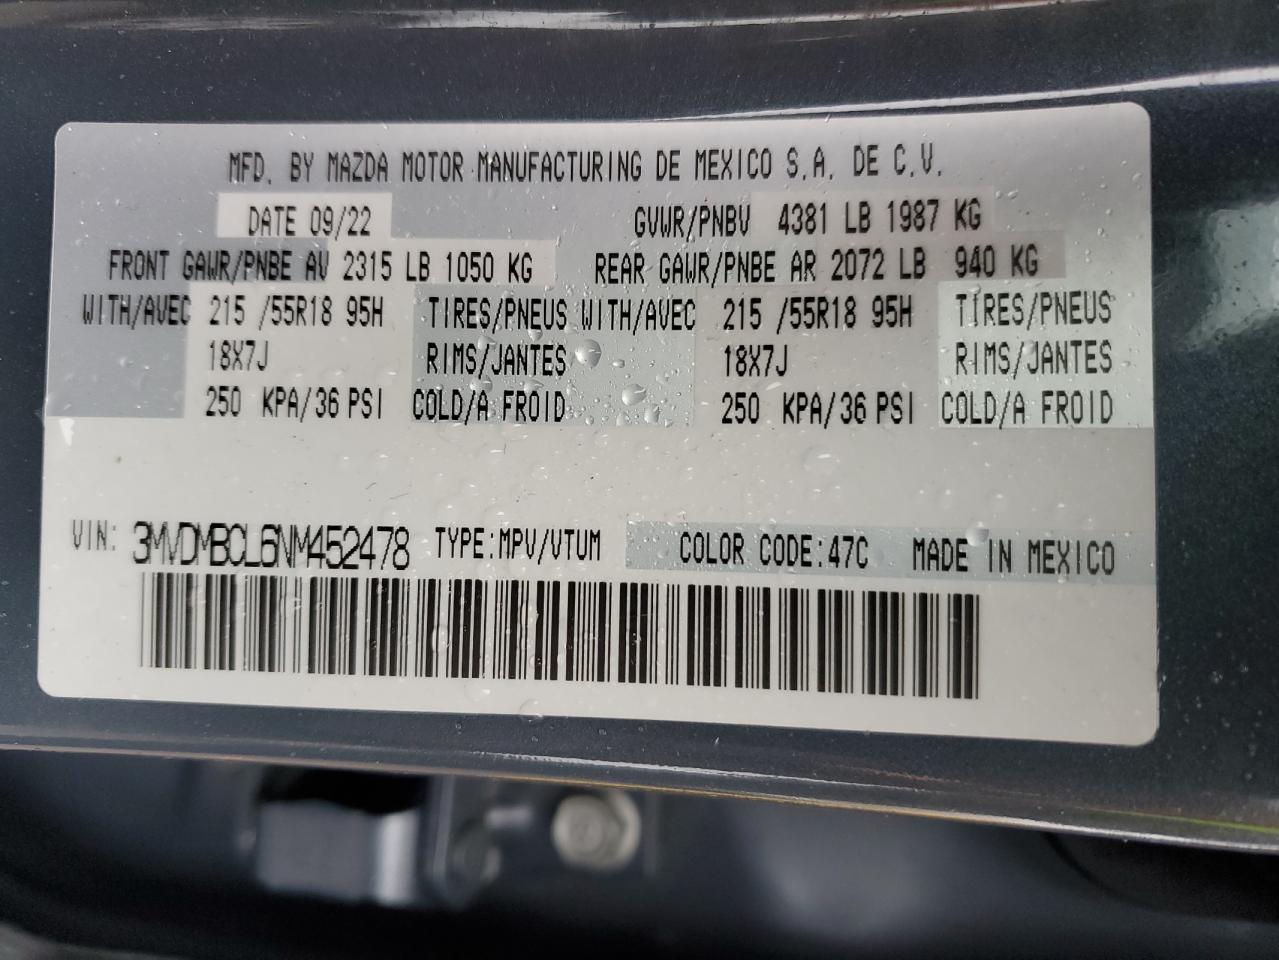 MFD. BY MAZDA MOTOR MANUFACTURING DE MEXICO S.A. DE C.V.
DATE 09/22 GVWR/PNBV 4381 LB 1987 KG
FRONT GAWR/PNBE AV 2315 LB 1050 KG REAR GAWR/PNBE AR 2072 LB 940 KG
WITH/AVEC 215 /55R18 95H TIRES/PNEUS WITH/AVEC 215 /55R18 95H TIRES/PNEUS
18X7J RIMS/JANTES 18X7J RIMS/JANTES
250 KPA/36 PSI COLD/A FROID 250 KPA/36 PSI COLD/A FROID
VIN: 3MVDMBCL6NM452478 TYPE:MPV/VTUM COLOR CODE:47C MADE IN MEXICO